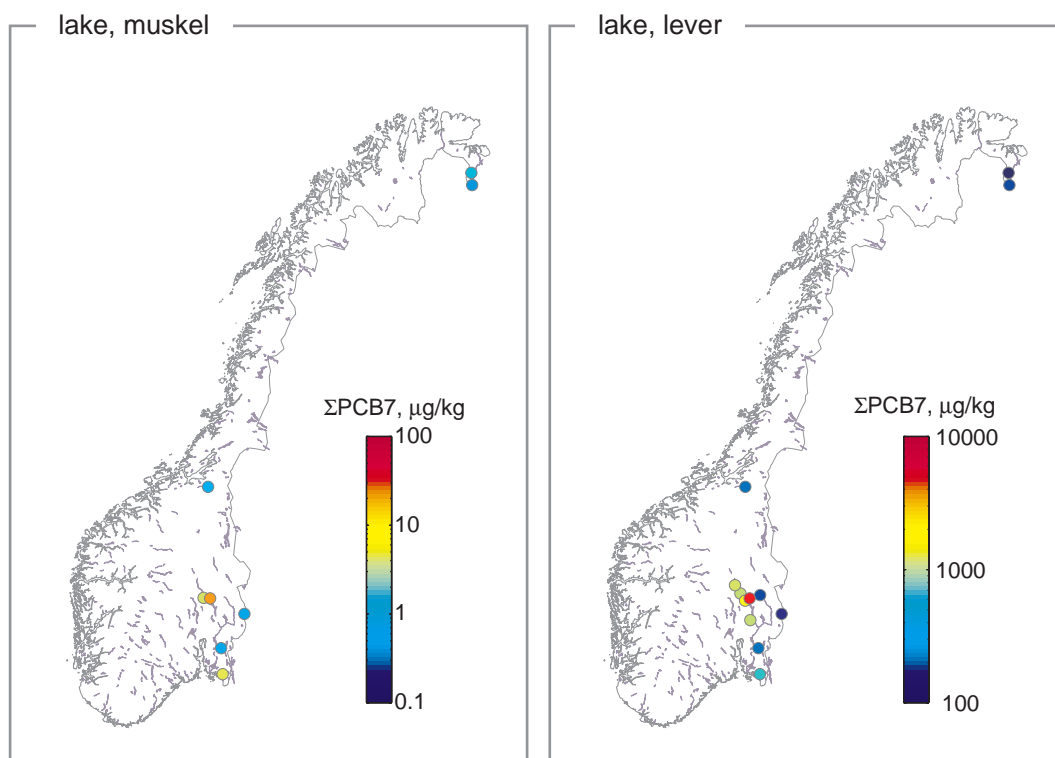 lake, muskel
lake, lever
ΣPCB7, μg/kg
100
10
1
0.1
ΣPCB7, μg/kg
10000
1000
100